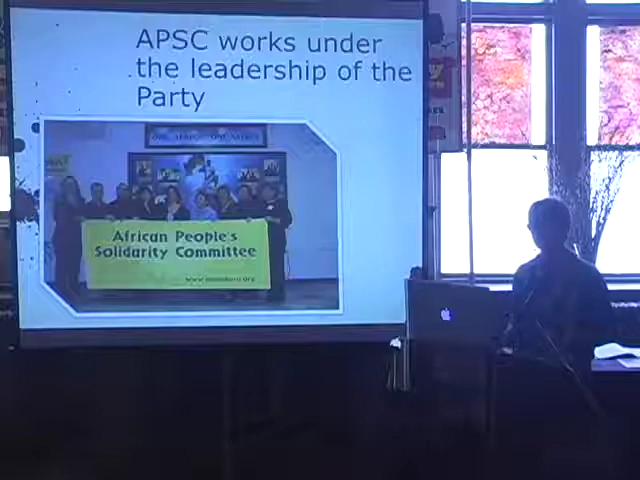 APSC works under
the leadership of the
Party
African People's
Solidarity Committee